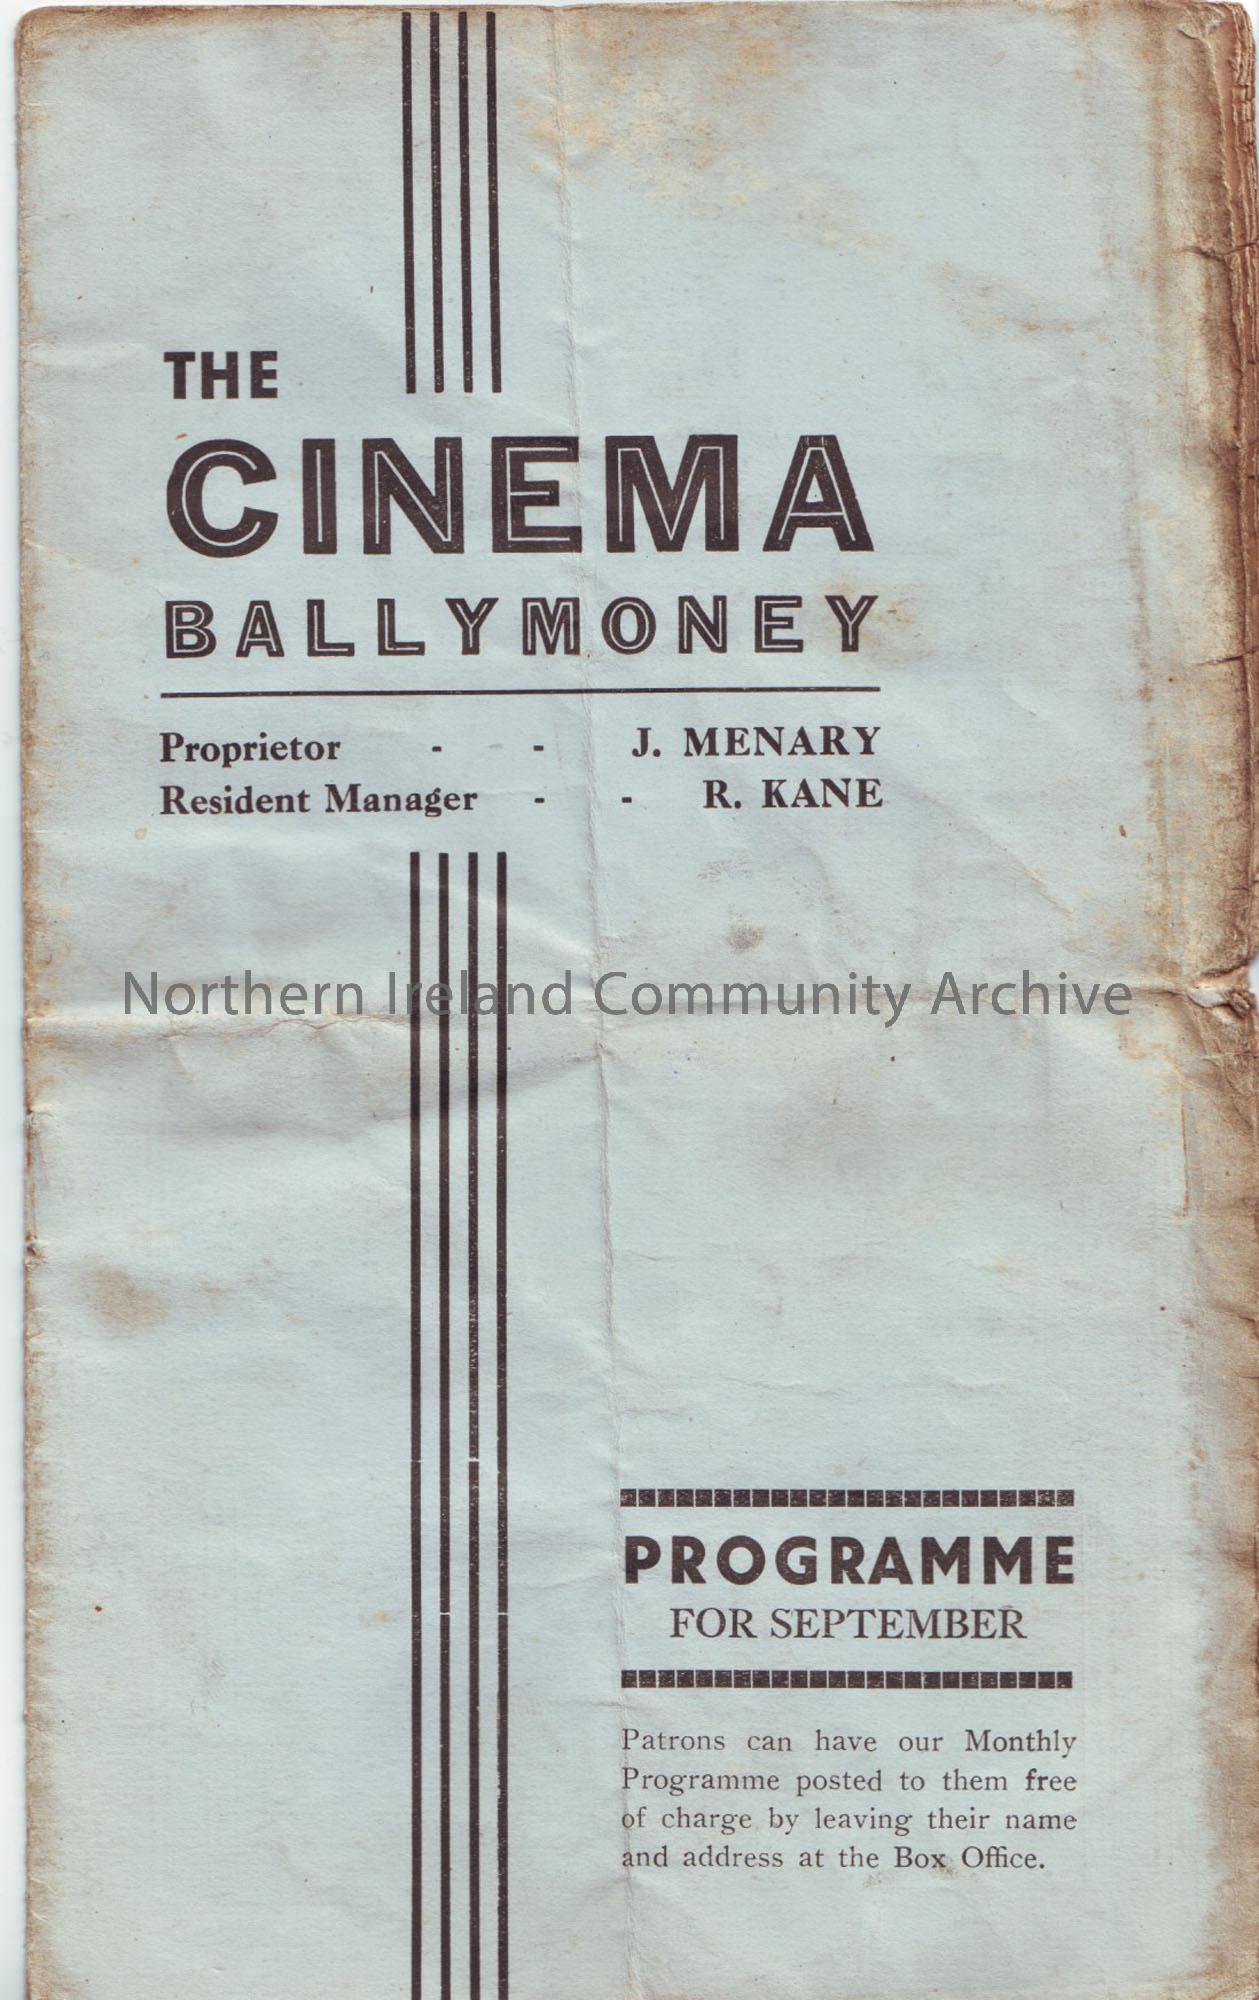 THE
CINEMA
BALLYMONEY
Proprietor - - J. MENARY
Resident Manager - - R. KANE
Northern Ireland Community Archive
PROGRAMME
FOR SEPTEMBER
Patrons can have our Monthly
Programme posted to them free
of charge by leaving their name
and address at the Box Office.